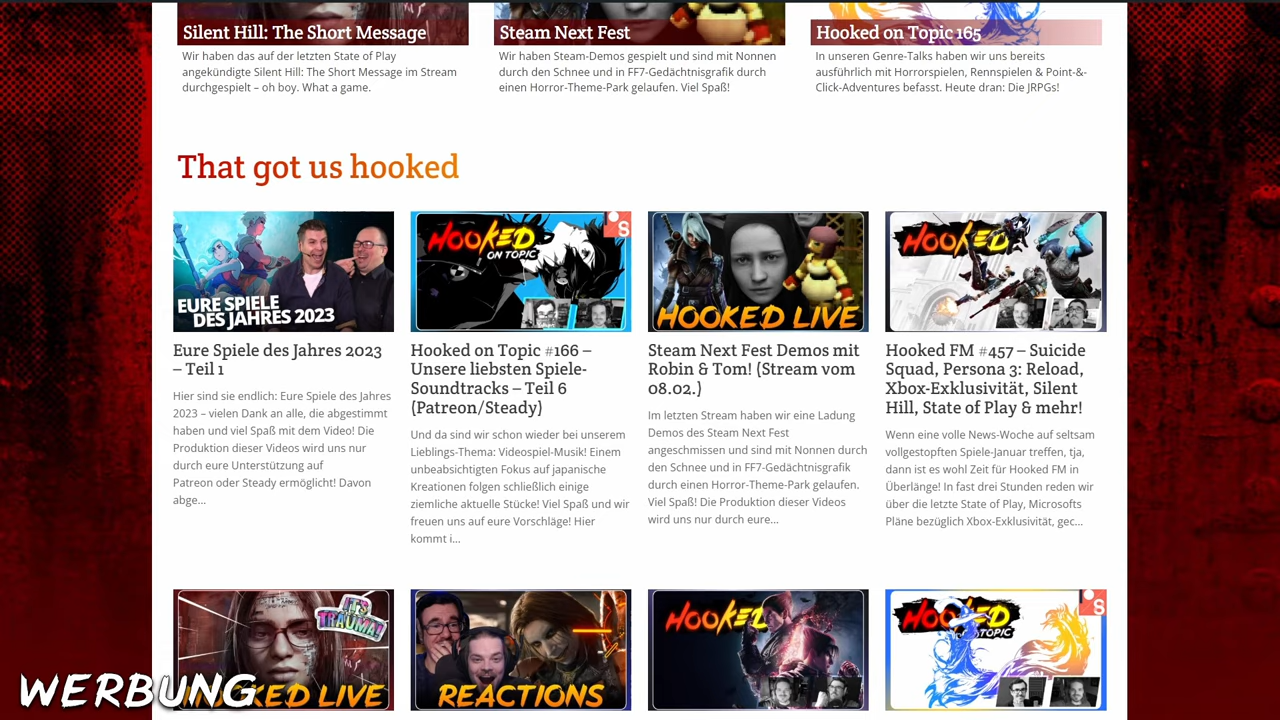 Silent Hill: The Short Message
Wir haben das auf der letzten State of Play
angekündigte Silent Hill: The Short Message im Stream
durchgespielt – oh boy. What a game.
Steam Next Fest
Wir haben Steam-Demos gespielt und sind mit Nonnen
durch den Schnee und in FF7-Gedächtnisgrafik durch
einen Horror-Theme-Park gelaufen. Viel Spaß!
Hooked on Topic 165
In unseren Genre-Talks haben wir uns bereits
ausführlich mit Horrorspielen, Rennspielen & Point-&-
Click-Adventures befasst. Heute dran: Die JRPGs!
That got us hooked
EURE SPIELE
DES JAHRES 2023
Eure Spiele des Jahres 2023
– Teil 1
Hier sind sie endlich: Eure Spiele des Jahres
2023 – vielen Dank an alle, die abgestimmt
haben und viel Spaß mit dem Video! Die
Produktion dieser Videos wird uns nur
durch eure Unterstützung auf
Patreon oder Steady ermöglicht! Davon
abge...
HOOKED
ON TOPIC
S
Hooked on Topic #166 –
Unsere liebsten Spiele-
Soundtracks – Teil 6
(Patreon/Steady)
Und da sind wir schon wieder bei unserem
Lieblings-Thema: Videospiel-Musik! Einem
unbeabsichtigten Fokus auf japanische
Kreationen folgen schließlich einige
ziemliche aktuelle Stücke! Viel Spaß und wir
freuen uns auf eure Vorschläge! Hier
kommt i...
HOOKED LIVE
Steam Next Fest Demos mit
Robin & Tom! (Stream vom
08.02.)
Im letzten Stream haben wir eine Ladung
Demos des Steam Next Fest
angeschmissen und sind mit Nonnen durch
den Schnee und in FF7-Gedächtnisgrafik
durch einen Horror-Theme-Park gelaufen.
Viel Spaß! Die Produktion dieser Videos
wird uns nur durch eure...
HOOKED
Hooked FM #457 – Suicide
Squad, Persona 3: Reload,
Xbox-Exklusivität, Silent
Hill, State of Play & mehr!
Wenn eine volle News-Woche auf seltsam
vollgestopften Spiele-Januar treffen, tja,
dann ist es wohl Zeit für Hooked FM in
Überlänge! In fast drei Stunden reden wir
über die letzte State of Play, Microsofts
Pläne bezüglich Xbox-Exklusivität, gec...
IT'S
TRAUMA!
HOOKED LIVE
REACTIONS
HOOKED
HOOKED
ON TOPIC
S
WERBUNG